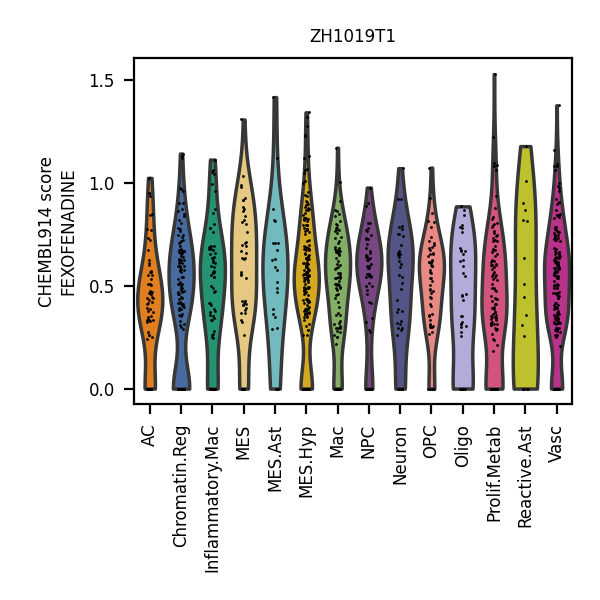 ZH1019T1
CHEMBL914 score
FEXOFENADINE
1.5
1.0
0.5
0.0
AC
Chromatin.Reg
Inflammatory.Mac
MES
MES.Ast
MES.Hyp
Mac
NPC
Neuron
OPC
Oligo
Prolif.Metab
Reactive.Ast
Vasc